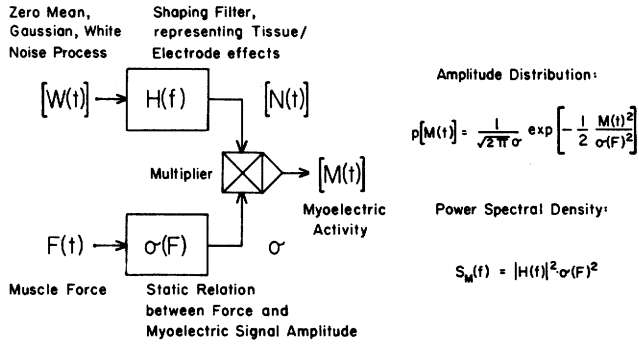 Zero Mean,
Gaussian, White
Noise Process
Shaping Filter,
representing Tissue/
Electrode effects
[W(t)]
H(f)
[N(t)]
Multiplier
[M(t)]
Myoelectric
Activity
F(t)
σ(F)
σ
Muscle Force
Static Relation
between Force and
Myoelectric Signal Amplitude
Amplitude Distribution:
p[M(t)] = 1/√2π σ exp[-1/2 M(t)²/σ(F)²]
Power Spectral Density:
S_M(f) = |H(f)|²·σ(F)²